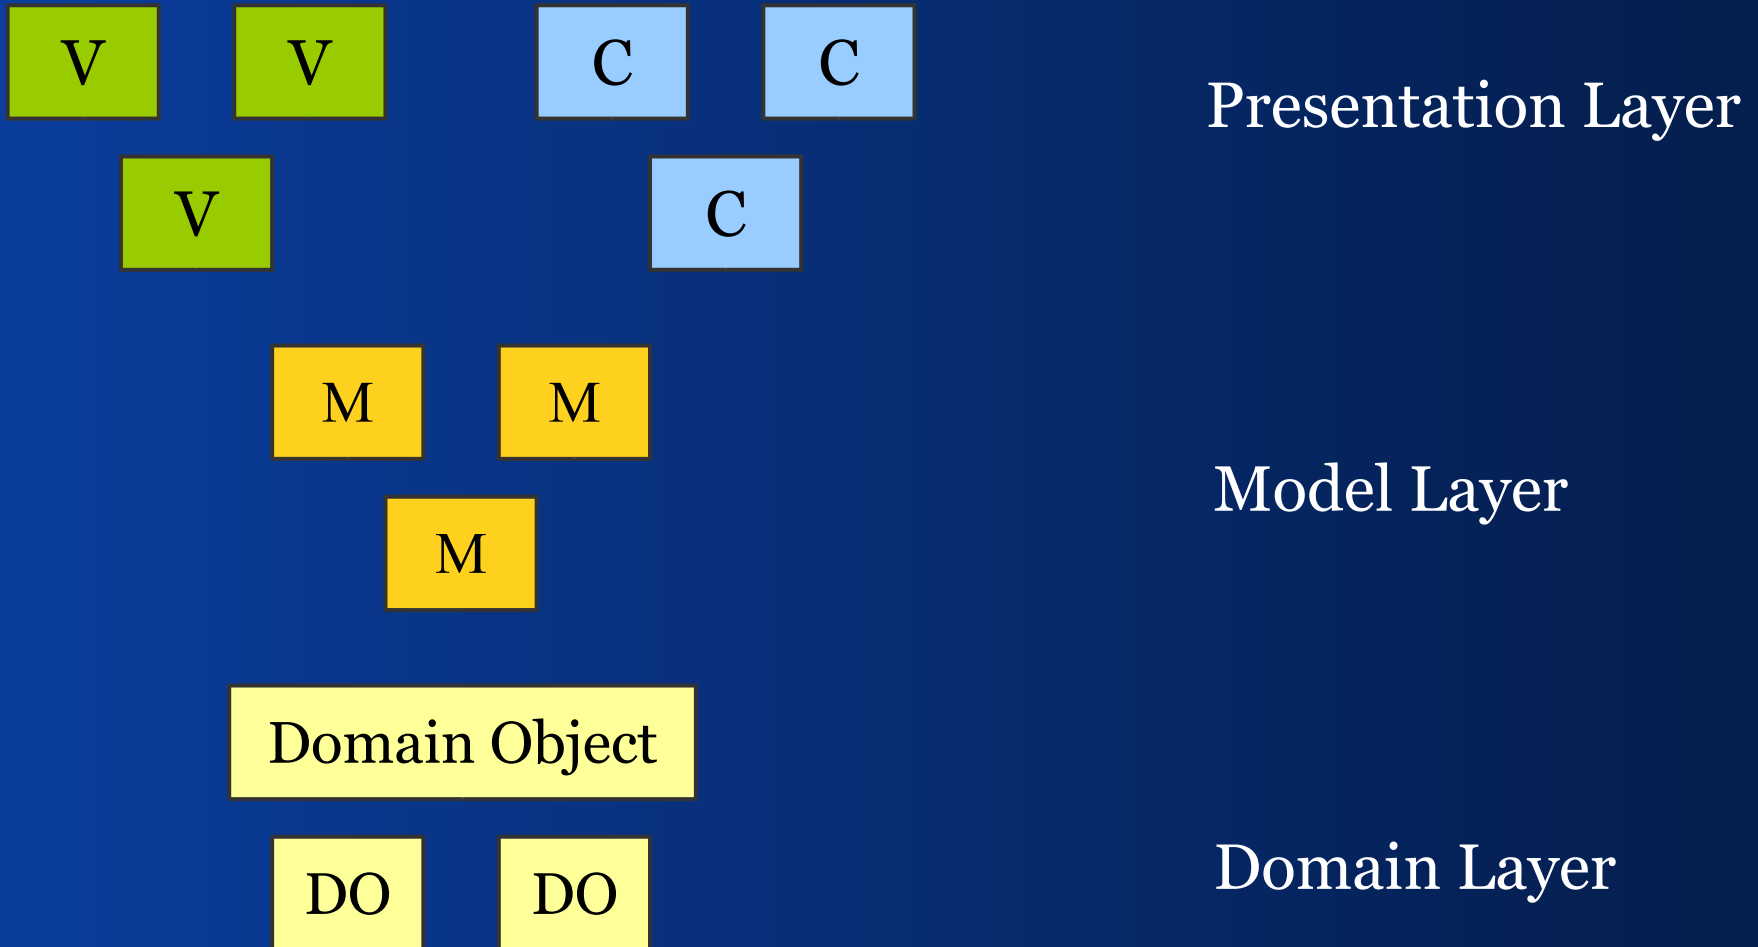 V V C C
Presentation Layer
V C
M M
Model Layer
M
Domain Object
Domain Layer
DO DO